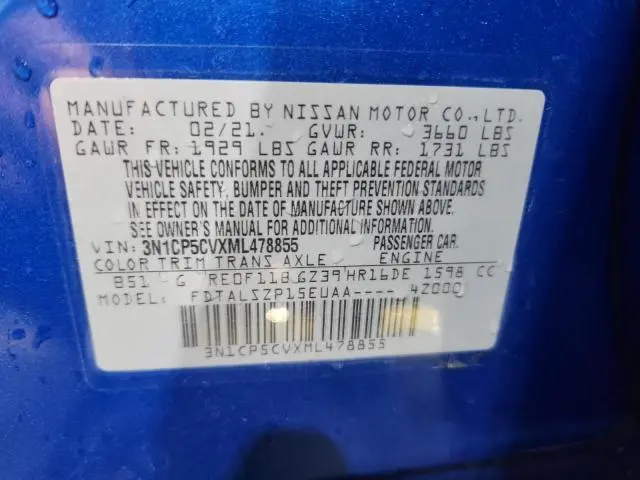 MANUFACTURED BY NISSAN MOTOR CO.,LTD.
DATE: 02/21. GVWR: 3660 LBS
GAWR FR: 1929 LBS GAWR RR: 1731 LBS
THIS VEHICLE CONFORMS TO ALL APPLICABLE FEDERAL MOTOR
VEHICLE SAFETY, BUMPER AND THEFT PREVENTION STANDARDS
IN EFFECT ON THE DATE OF MANUFACTURE SHOWN ABOVE.
SEE OWNER'S MANUAL FOR ADDITIONAL INFORMATION.
VIN: 3N1CP5CVXML478855 PASSENGER CAR.
COLOR TRIM TRANS AXLE ENGINE
B51 G RE0F11B GZ39 HR16DE 1598 CC
MODEL: FDTALSZP15EUAA---- 42000
3N1CP5CVXML478855